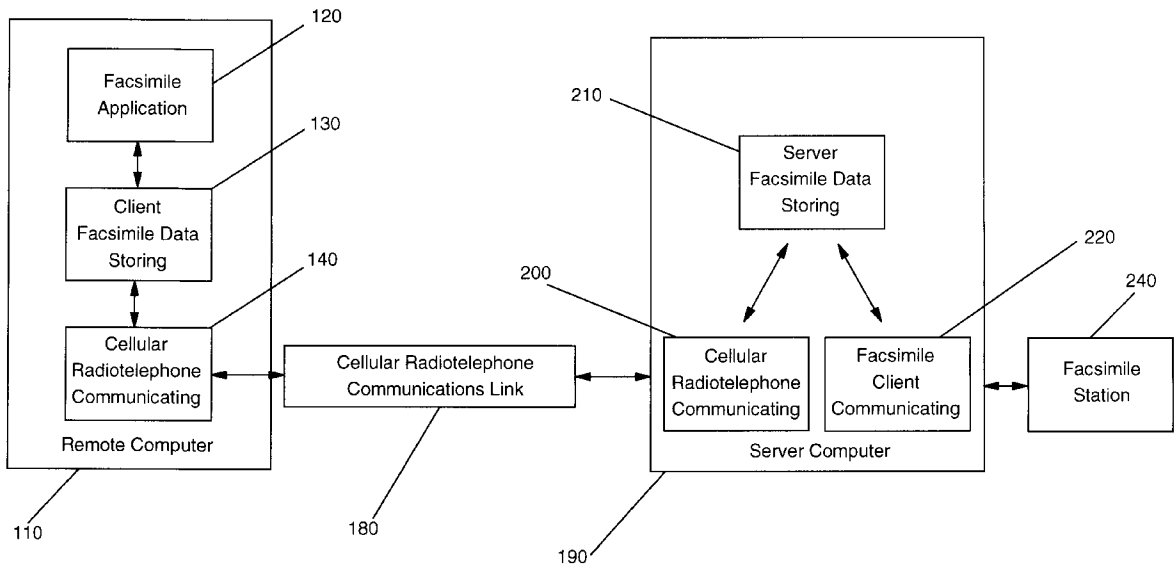 120
Facsimile
Application
130
Client
Facsimile Data
Storing
140
Cellular
Radiotelephone
Communicating
Remote Computer
110
Cellular Radiotelephone
Communications Link
180
210
Server
Facsimile Data
Storing
200
220
Cellular
Radiotelephone
Communicating
Facsimile
Client
Communicating
Server Computer
190
240
Facsimile
Station